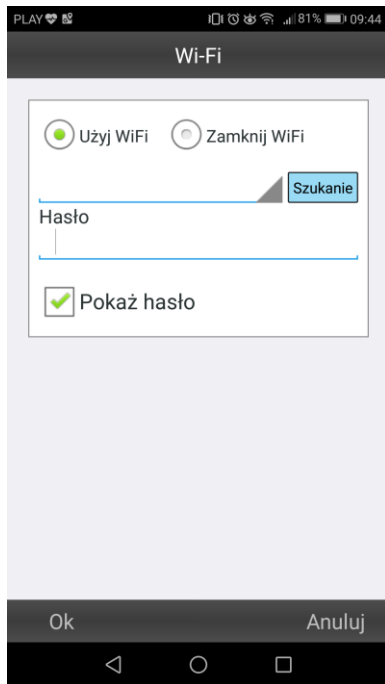 PLAY 81% 09:44
Wi-Fi
Użyj WiFi Zamknij WiFi
Szukanie
Hasło
Pokaż hasło
Ok Anuluj